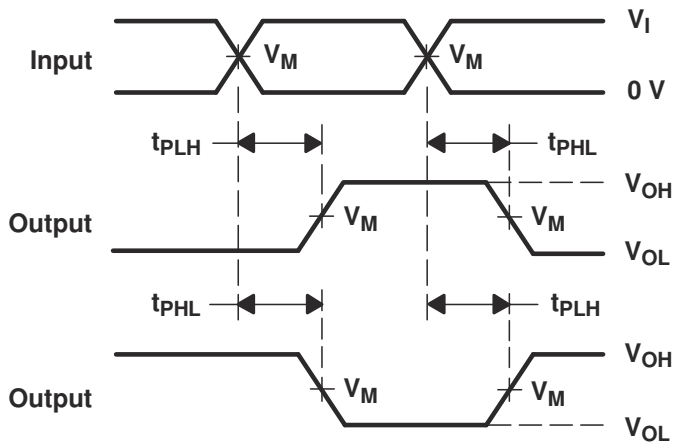 V_I
Input V_M V_M
0 V
t_PLH t_PHL
V_OH
Output V_M V_M
V_OL
t_PHL t_PLH
V_OH
Output V_M V_M
V_OL